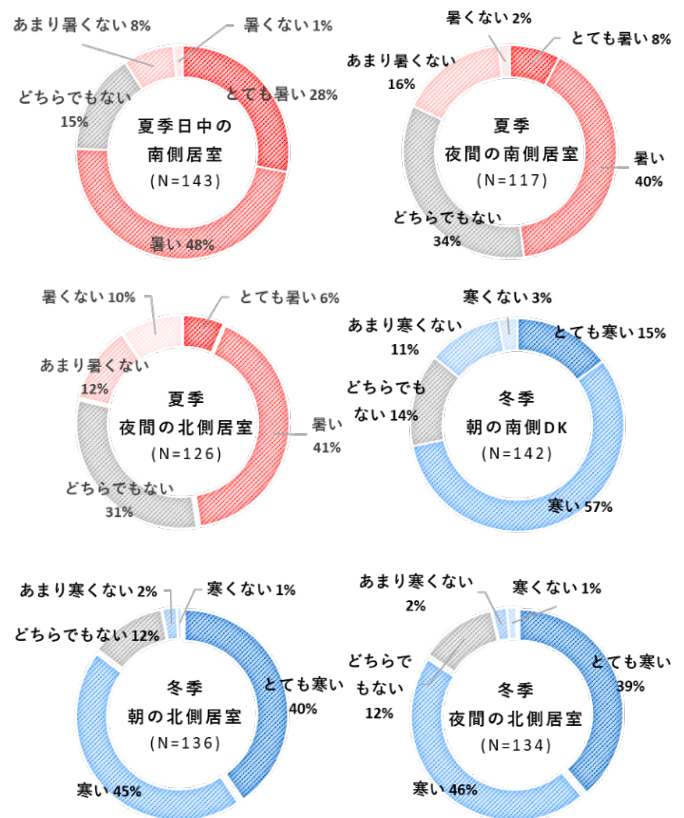 あまり暑くない 8%
暑くない 1%
とても暑い 28%
どちらでもない
15%
夏季日中の
南側居室
(N=143)
暑い 48%
暑くない 2%
とても暑い 8%
あまり暑くない
16%
夏季
夜間の南側居室
(N=117)
暑い
40%
どちらでもない
34%
暑くない 10%
とても暑い 6%
あまり暑くない
12%
夏季
夜間の北側居室
(N=126)
暑い
41%
どちらでもない
31%
寒くない 3%
あまり寒くない
11%
とても寒い 15%
どちらでも
ない 14%
冬季
朝の南側DK
(N=142)
寒い 57%
あまり寒くない 2%
寒くない 1%
どちらでもない 12%
冬季
朝の北側居室
(N=136)
とても寒い
40%
寒い 45%
あまり寒くない
2%
寒くない 1%
どちらで
もない
12%
冬季
夜間の北側居室
(N=134)
とても寒い
39%
寒い 46%